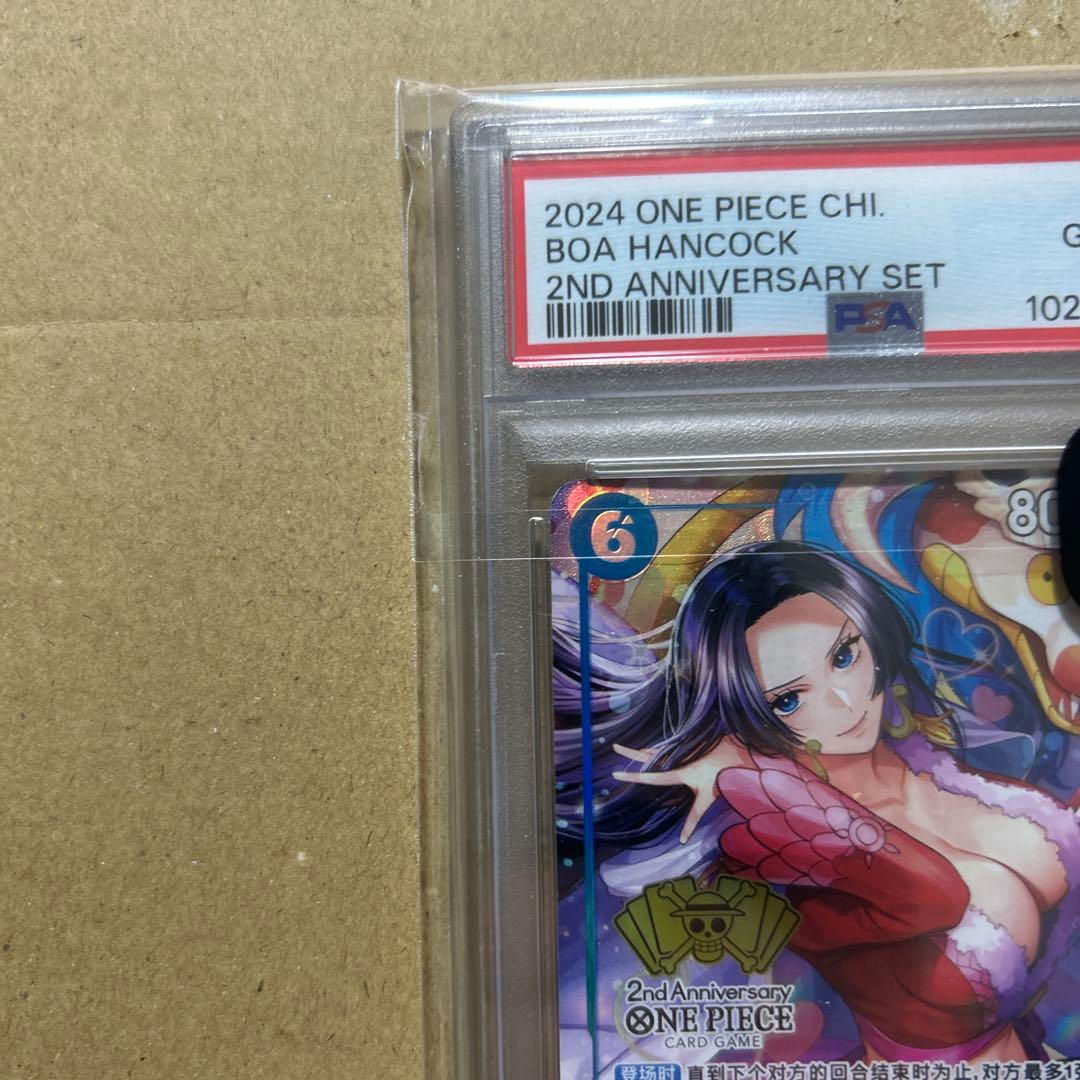 2024 ONE PIECE CHI.
BOA HANCOCK
2ND ANNIVERSARY SET
G
102
PSA
6
80
2nd Anniversary
ONE PIECE
CARD GAME
登场时 直到下个对方的回合结束时为止,对方最多1张